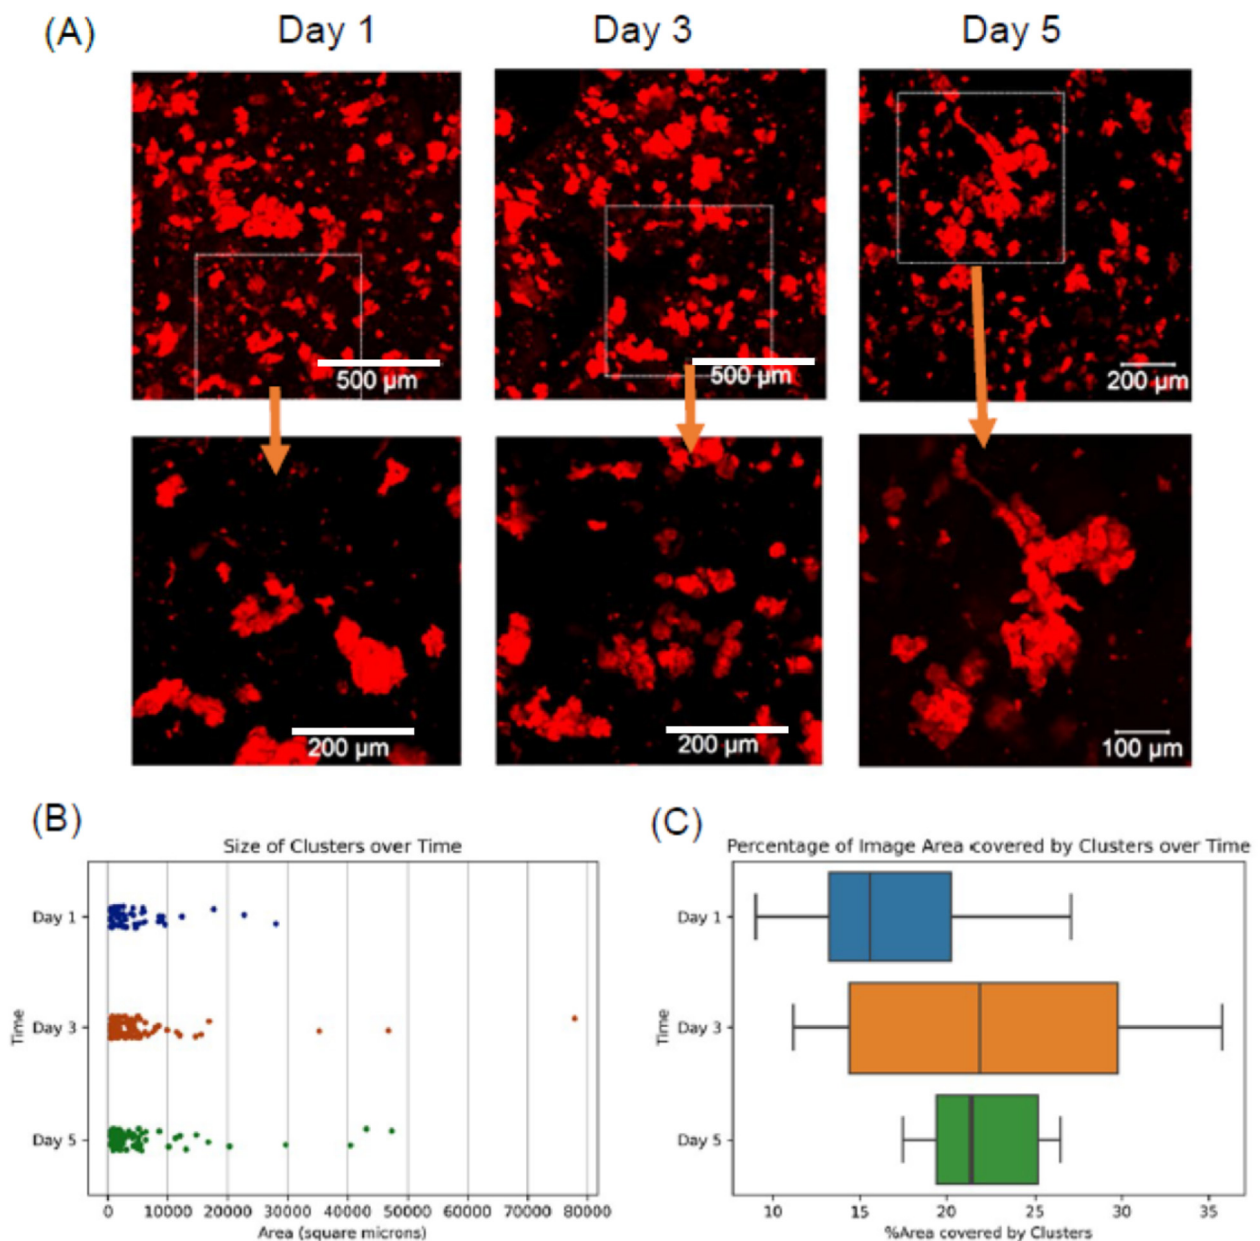 (A) Day 1 Day 3 Day 5
500 µm 500 µm 200 µm
200 µm 200 µm 100 µm
(B)
Size of Clusters over Time
Time
Day 1
Day 3
Day 5
0 10000 20000 30000 40000 50000 60000 70000 80000
Area (square microns)
(C)
Percentage of Image Area covered by Clusters over Time
Time
Day 1
Day 3
Day 5
10 15 20 25 30 35
%Area covered by Clusters